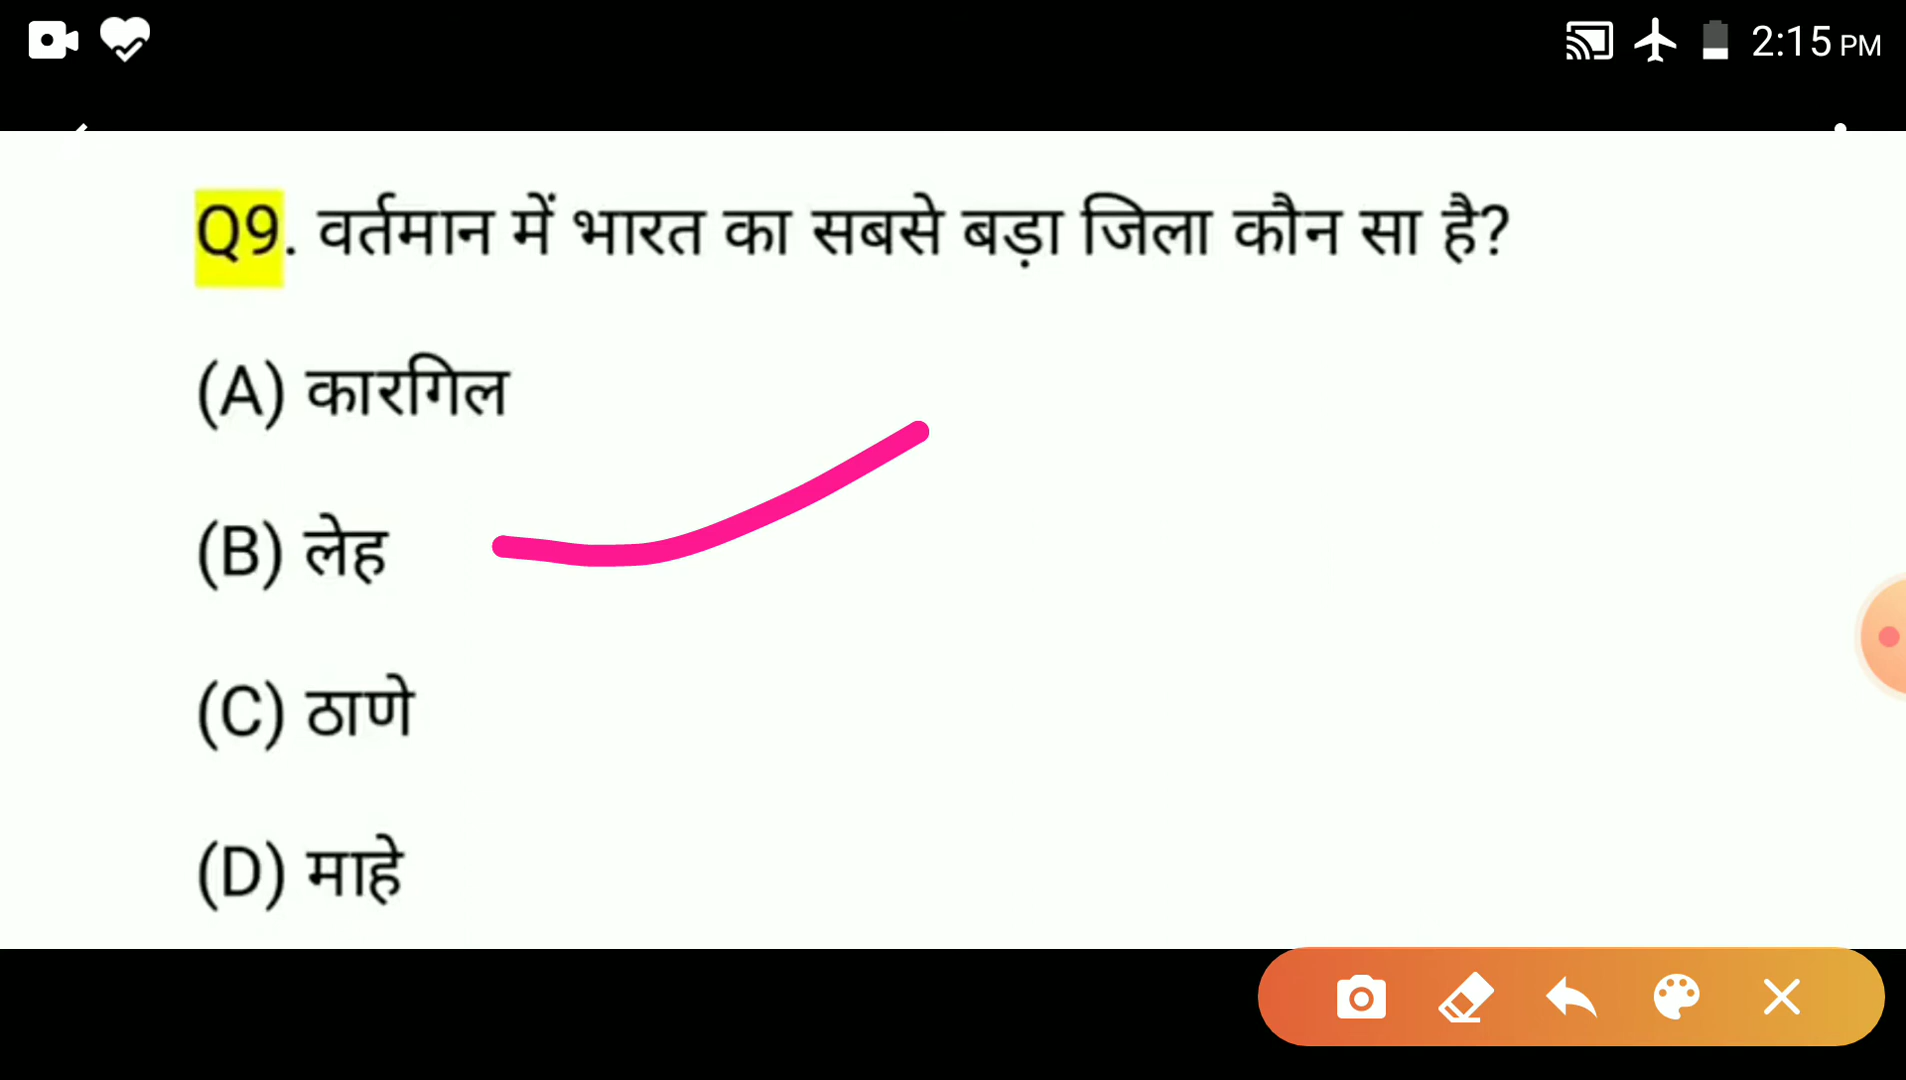 2:15 PM
Q9. वर्तमान में भारत का सबसे बड़ा जिला कौन सा है?
(A) कारगिल
(B) लेह
(C) ठाणे
(D) माहे